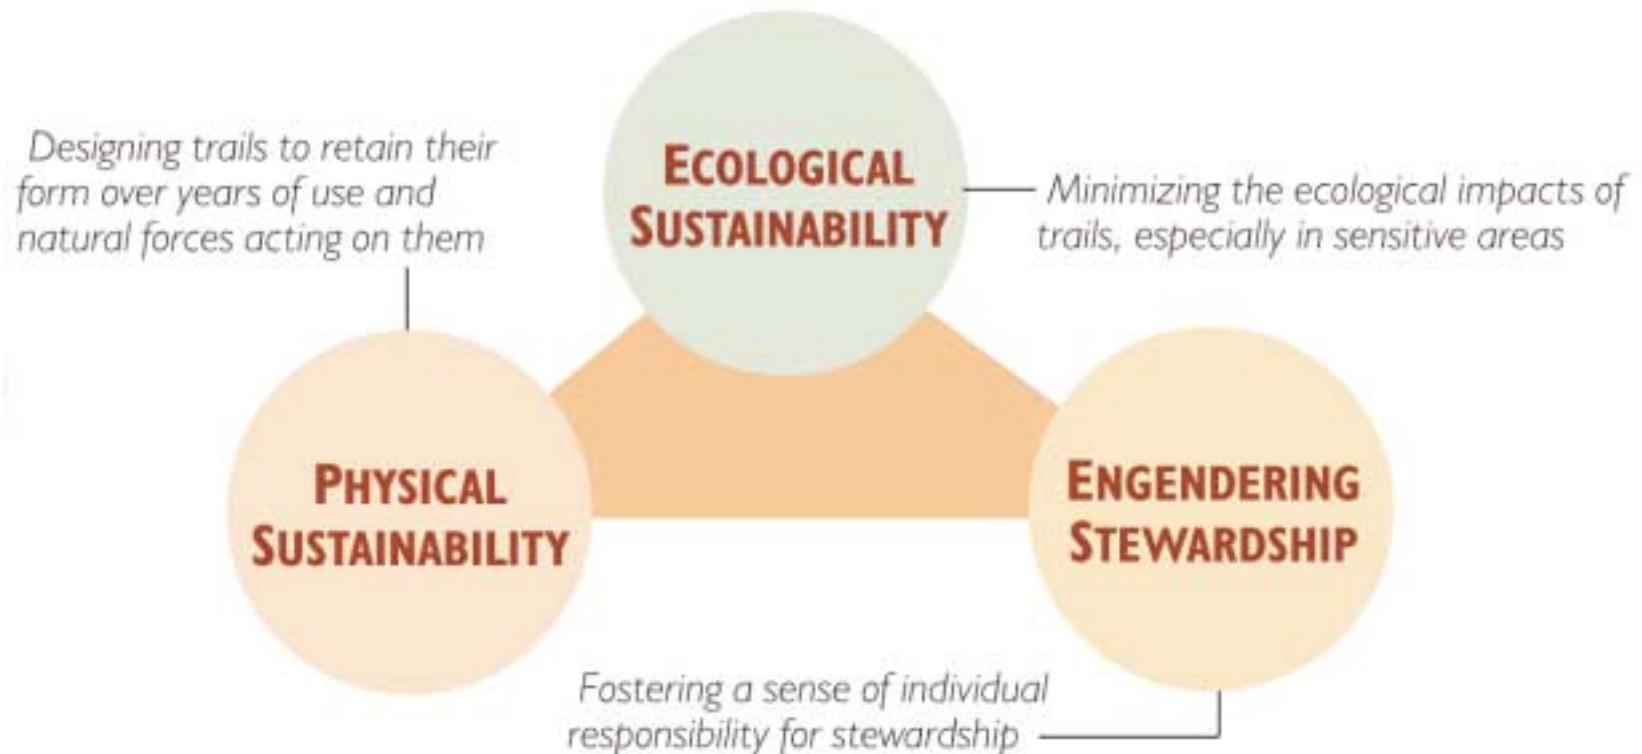 Designing trails to retain their
form over years of use and
natural forces acting on them
ECOLOGICAL
SUSTAINABILITY
Minimizing the ecological impacts of
trails, especially in sensitive areas
PHYSICAL
SUSTAINABILITY
ENGENDERING
STEWARDSHIP
Fostering a sense of individual
responsibility for stewardship